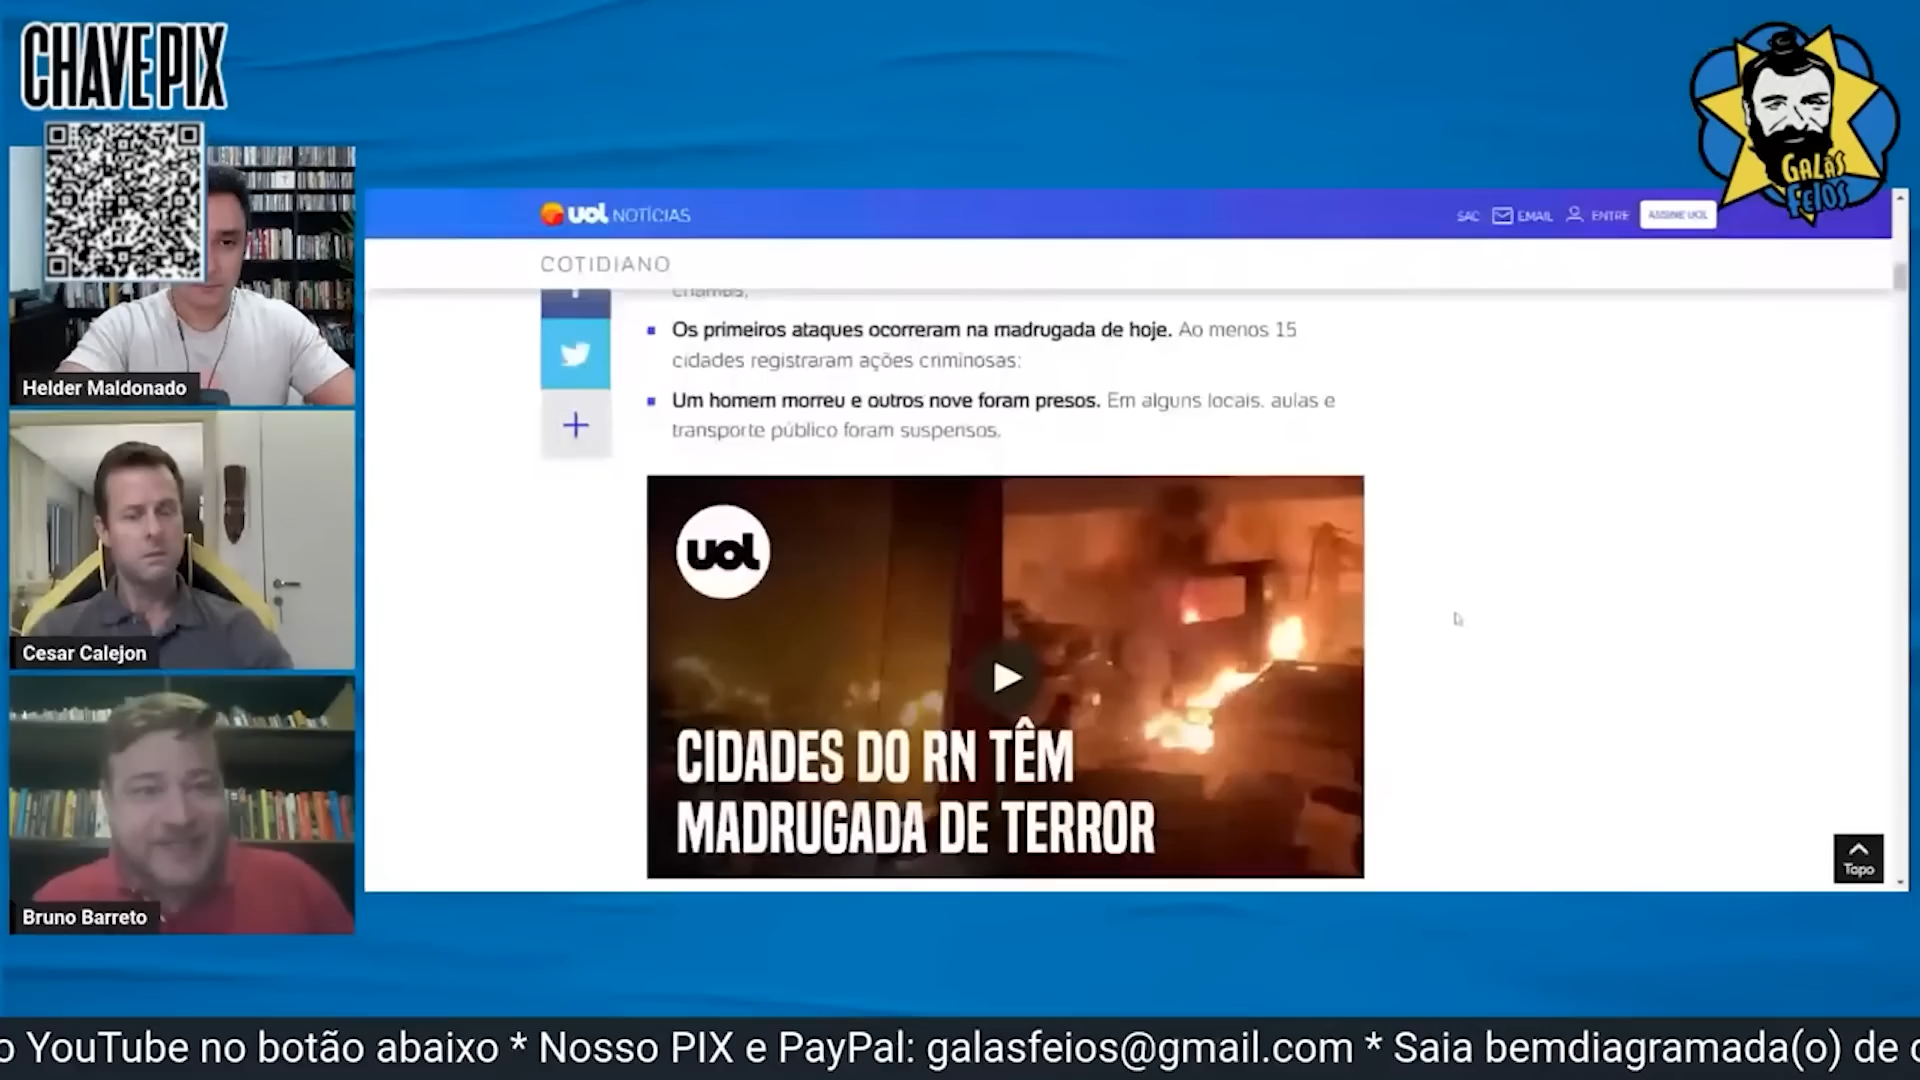 CHAVE PIX
GALÃS
FEIOS
Helder Maldonado
Cesar Calejon
Bruno Barreto
uol NOTÍCIAS
SAC EMAIL ENTRE ASSINE UOL
COTIDIANO
chamas;
Os primeiros ataques ocorreram na madrugada de hoje. Ao menos 15
cidades registraram ações criminosas;
Um homem morreu e outros nove foram presos. Em alguns locais, aulas e
transporte público foram suspensos.
uol
CIDADES DO RN TÊM
MADRUGADA DE TERROR
Topo
o YouTube no botão abaixo * Nosso PIX e PayPal: galasfeios@gmail.com * Saia bemdiagramada(o) de c